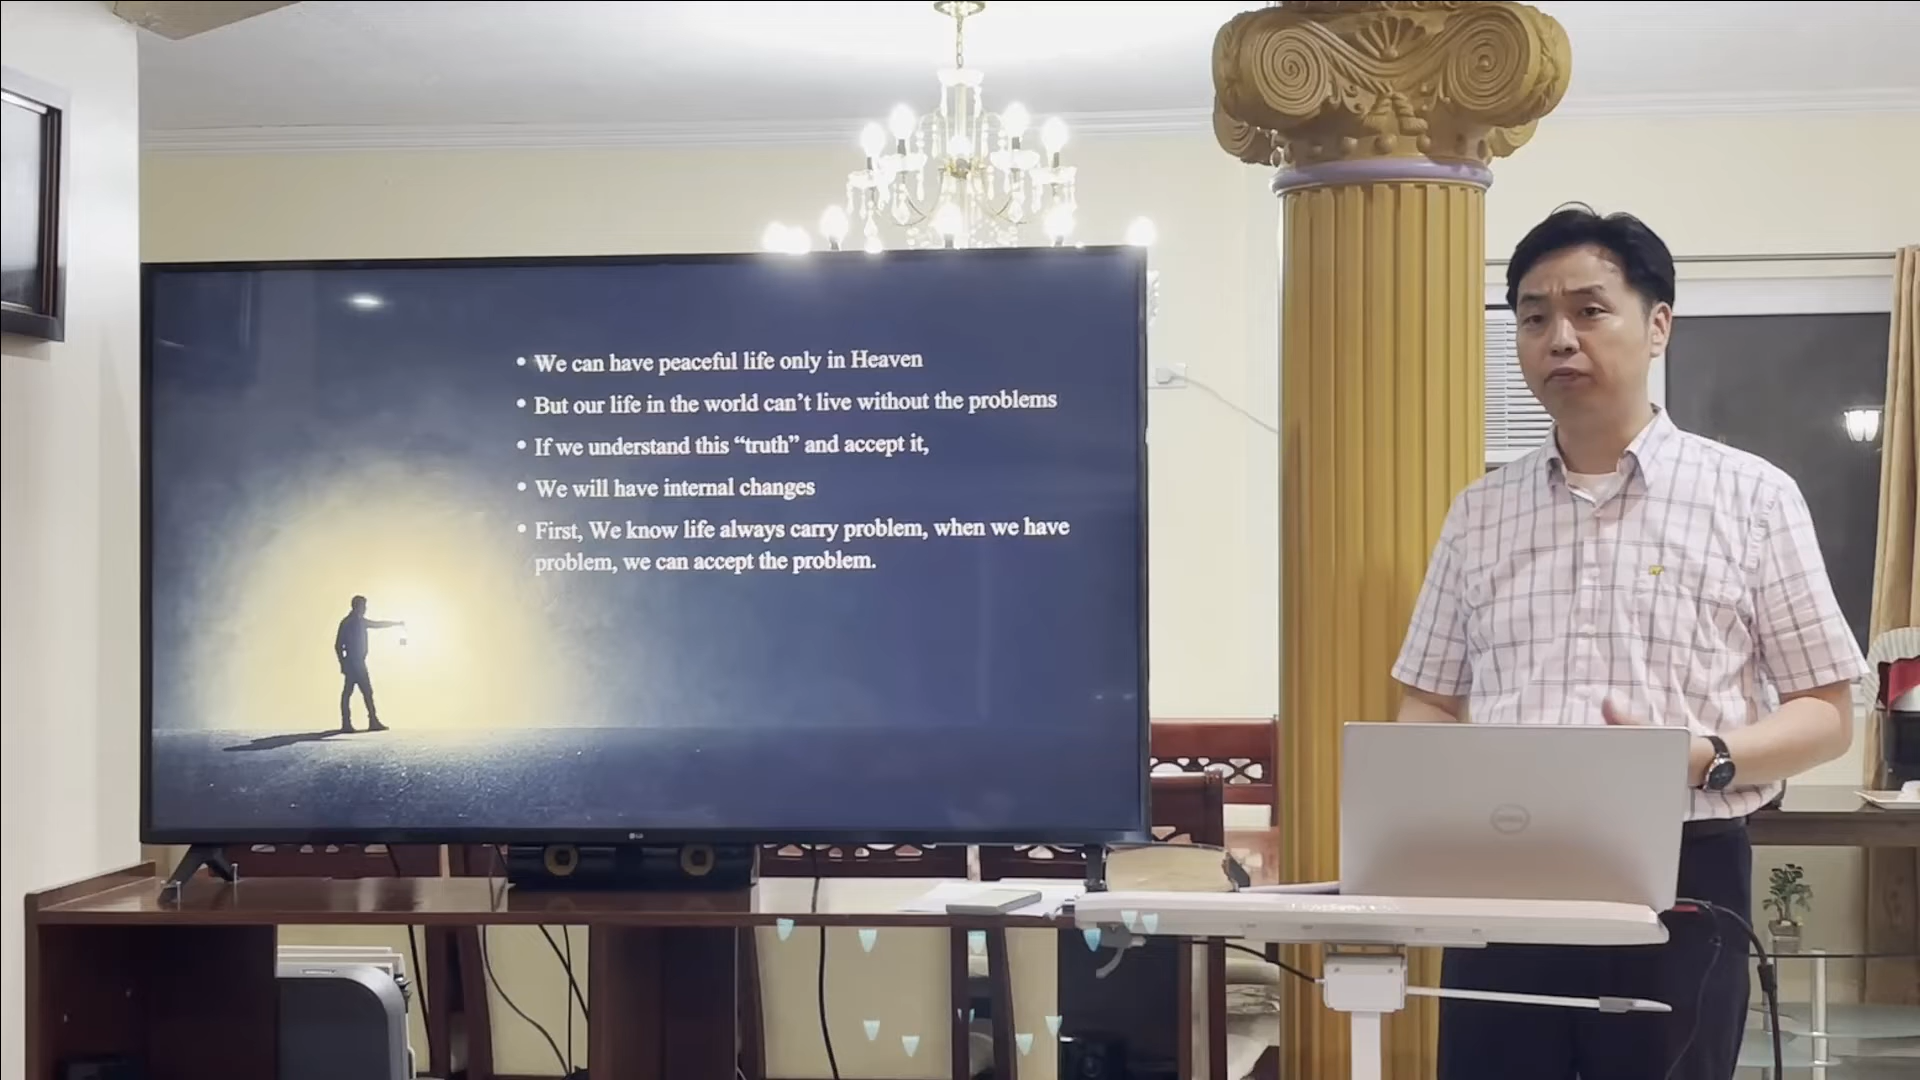 • We can have peaceful life only in Heaven
• But our life in the world can’t live without the problems
• If we understand this “truth” and accept it,
• We will have internal changes
• First, We know life always carry problem, when we have
problem, we can accept the problem.
LG
DELL